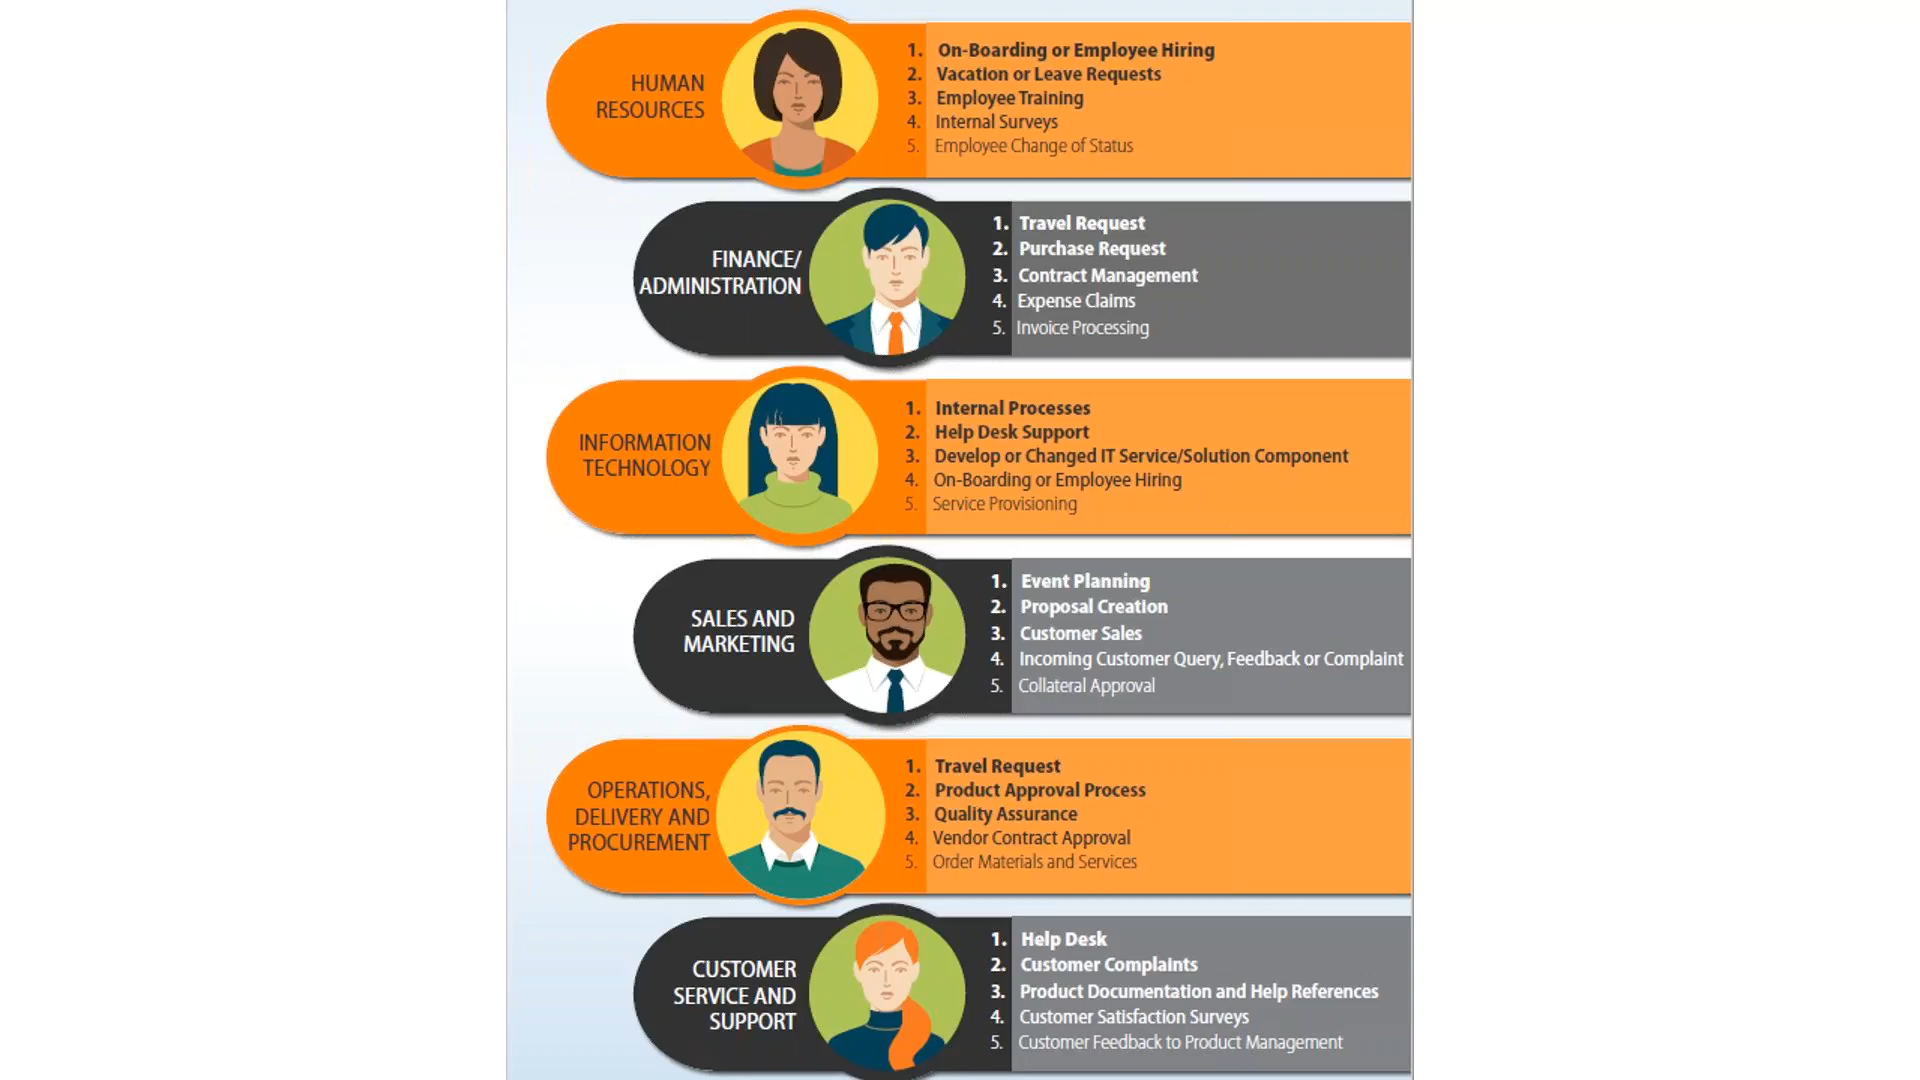 HUMAN
RESOURCES
1. On-Boarding or Employee Hiring
2. Vacation or Leave Requests
3. Employee Training
4. Internal Surveys
5. Employee Change of Status
FINANCE/
ADMINISTRATION
1. Travel Request
2. Purchase Request
3. Contract Management
4. Expense Claims
5. Invoice Processing
INFORMATION
TECHNOLOGY
1. Internal Processes
2. Help Desk Support
3. Develop or Changed IT Service/Solution Component
4. On-Boarding or Employee Hiring
5. Service Provisioning
SALES AND
MARKETING
1. Event Planning
2. Proposal Creation
3. Customer Sales
4. Incoming Customer Query, Feedback or Complaint
5. Collateral Approval
OPERATIONS,
DELIVERY AND
PROCUREMENT
1. Travel Request
2. Product Approval Process
3. Quality Assurance
4. Vendor Contract Approval
5. Order Materials and Services
CUSTOMER
SERVICE AND
SUPPORT
1. Help Desk
2. Customer Complaints
3. Product Documentation and Help References
4. Customer Satisfaction Surveys
5. Customer Feedback to Product Management